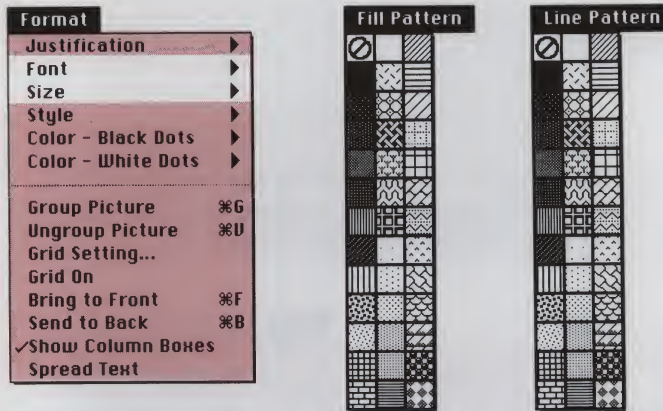 Format
Justification
Font
Size
Style
Color - Black Dots
Color - White Dots
Group Picture ⌘G
Ungroup Picture ⌘U
Grid Setting...
Grid On
Bring to Front ⌘F
Send to Back ⌘B
✓Show Column Boxes
Spread Text
Fill Pattern
Line Pattern